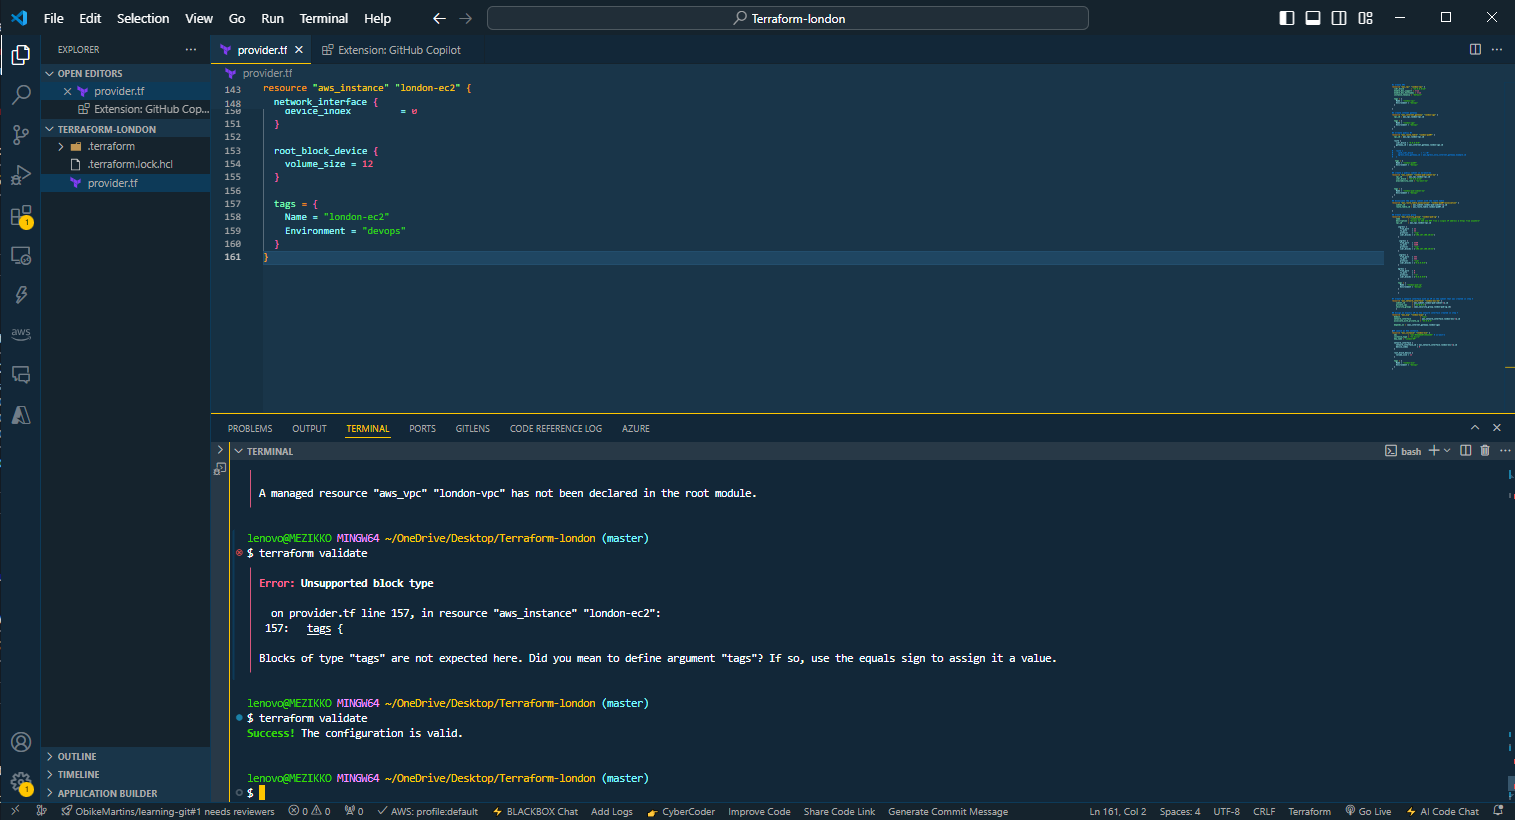 File Edit Selection View Go Run Terminal Help
Terraform-london
EXPLORER
provider.tf
Extension: GitHub Copilot
OPEN EDITORS
provider.tf
Extension: GitHub Cop...
TERRAFORM-LONDON
.terraform
.terraform.lock.hcl
provider.tf
provider.tf
143 resource "aws_instance" "london-ec2" {
148 network_interface {
150 device_index = 0
151 }
152
153 root_block_device {
154 volume_size = 12
155 }
156
157 tags = {
158 Name = "london-ec2"
159 Environment = "devops"
160 }
161 }
1
aws
PROBLEMS OUTPUT TERMINAL PORTS GITLENS CODE REFERENCE LOG AZURE
TERMINAL
bash
A managed resource "aws_vpc" "london-vpc" has not been declared in the root module.
lenovo@MEZIKKO MINGW64 ~/OneDrive/Desktop/Terraform-london (master)
$ terraform validate
Error: Unsupported block type
on provider.tf line 157, in resource "aws_instance" "london-ec2":
157: tags {
Blocks of type "tags" are not expected here. Did you mean to define argument "tags"? If so, use the equals sign to assign it a value.
lenovo@MEZIKKO MINGW64 ~/OneDrive/Desktop/Terraform-london (master)
$ terraform validate
Success! The configuration is valid.
lenovo@MEZIKKO MINGW64 ~/OneDrive/Desktop/Terraform-london (master)
$
OUTLINE
TIMELINE
APPLICATION BUILDER
1
ObikeMartins/learning-git#1 needs reviewers 0 0 0 AWS: profile:default BLACKBOX Chat Add Logs CyberCoder Improve Code Share Code Link Generate Commit Message Ln 161, Col 2 Spaces: 4 UTF-8 CRLF Terraform Go Live AI Code Chat